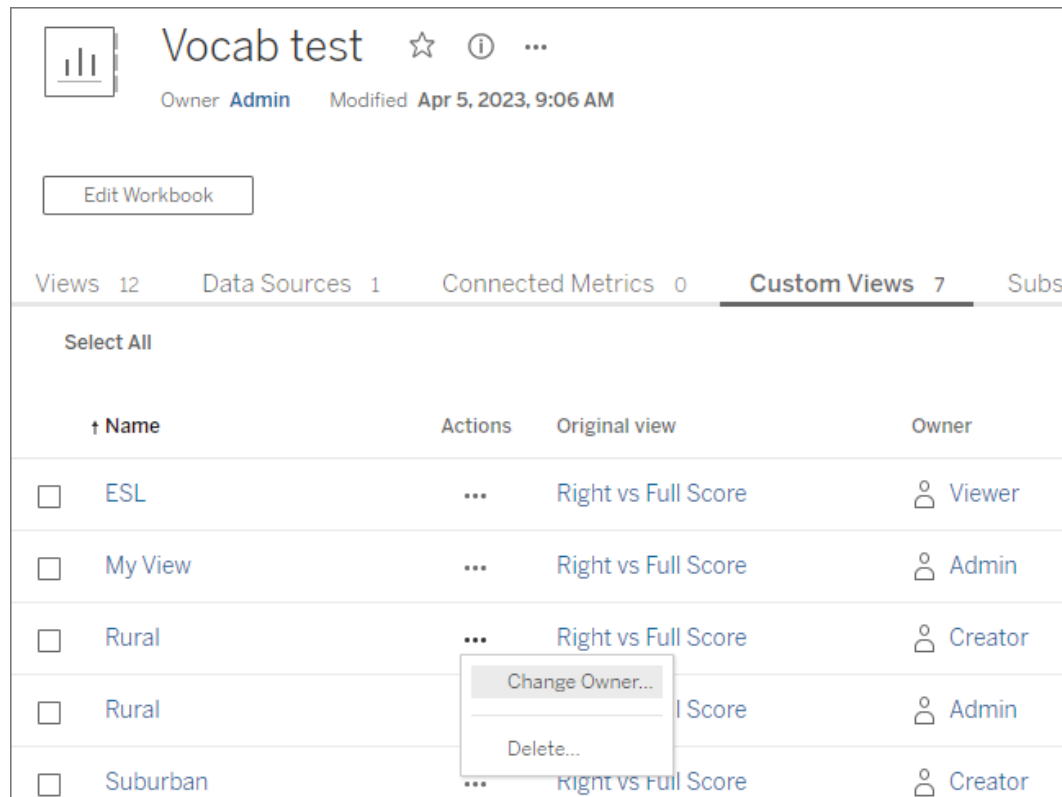 Vocab test
Owner Admin Modified Apr 5, 2023, 9:06 AM
Edit Workbook
Views 12 Data Sources 1 Connected Metrics 0 Custom Views 7 Subs
Select All
↑ Name Actions Original view Owner
ESL ... Right vs Full Score Viewer
My View ... Right vs Full Score Admin
Rural ... Right vs Full Score Creator
Change Owner...
Rural l Score Admin
Delete...
Suburban ... Right vs Full Score Creator